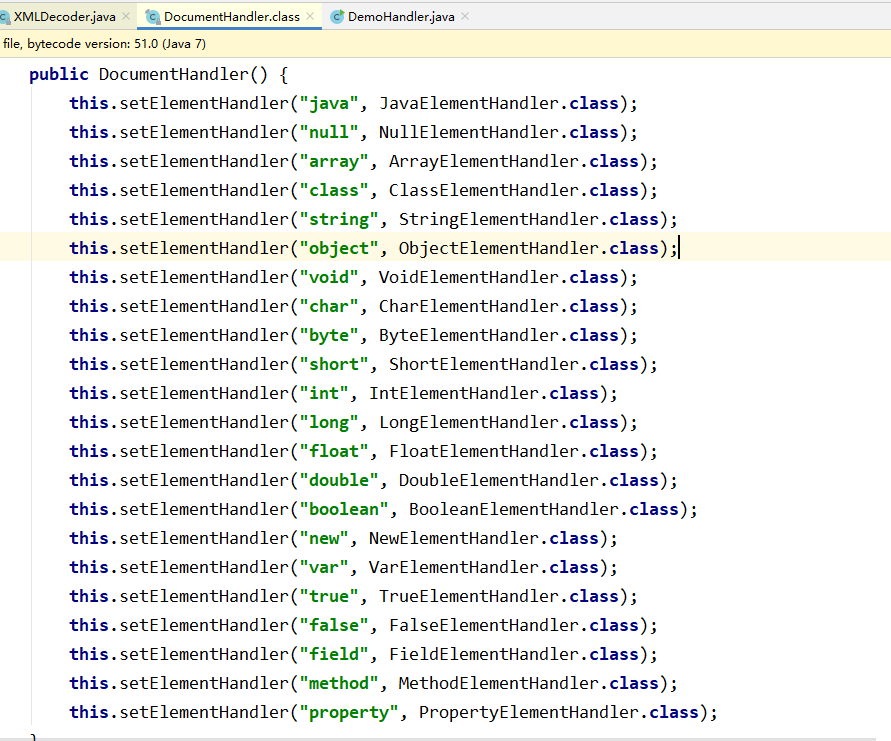 XMLDecoder.java DocumentHandler.class DemoHandler.java
file, bytecode version: 51.0 (Java 7)
public DocumentHandler() {
this.setElementHandler("java", JavaElementHandler.class);
this.setElementHandler("null", NullElementHandler.class);
this.setElementHandler("array", ArrayElementHandler.class);
this.setElementHandler("class", ClassElementHandler.class);
this.setElementHandler("string", StringElementHandler.class);
this.setElementHandler("object", ObjectElementHandler.class);
this.setElementHandler("void", VoidElementHandler.class);
this.setElementHandler("char", CharElementHandler.class);
this.setElementHandler("byte", ByteElementHandler.class);
this.setElementHandler("short", ShortElementHandler.class);
this.setElementHandler("int", IntElementHandler.class);
this.setElementHandler("long", LongElementHandler.class);
this.setElementHandler("float", FloatElementHandler.class);
this.setElementHandler("double", DoubleElementHandler.class);
this.setElementHandler("boolean", BooleanElementHandler.class);
this.setElementHandler("new", NewElementHandler.class);
this.setElementHandler("var", VarElementHandler.class);
this.setElementHandler("true", TrueElementHandler.class);
this.setElementHandler("false", FalseElementHandler.class);
this.setElementHandler("field", FieldElementHandler.class);
this.setElementHandler("method", MethodElementHandler.class);
this.setElementHandler("property", PropertyElementHandler.class);
}